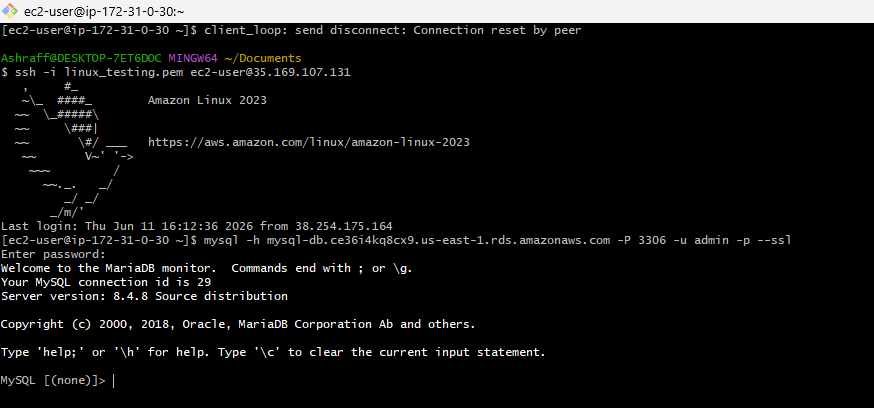 ec2-user@ip-172-31-0-30:~
[ec2-user@ip-172-31-0-30 ~]$ client_loop: send disconnect: Connection reset by peer
Ashraff@DESKTOP-7ET6DOC MINGW64 ~/Documents
$ ssh -i linux_testing.pem ec2-user@35.169.107.131
   ,     #_
   ~\_  ####_        Amazon Linux 2023
  ~~  \_#####\
  ~~     \###|
  ~~       \#/ ___   https://aws.amazon.com/linux/amazon-linux-2023
   ~~       V~' '->
    ~~~         /
      ~~._.   _/
         _/ _/
       _/m/'
Last login: Thu Jun 11 16:12:36 2026 from 38.254.175.164
[ec2-user@ip-172-31-0-30 ~]$ mysql -h mysql-db.ce36i4kq8cx9.us-east-1.rds.amazonaws.com -P 3306 -u admin -p --ssl
Enter password:
Welcome to the MariaDB monitor.  Commands end with ; or \g.
Your MySQL connection id is 29
Server version: 8.4.8 Source distribution
Copyright (c) 2000, 2018, Oracle, MariaDB Corporation Ab and others.
Type 'help;' or '\h' for help. Type '\c' to clear the current input statement.
MySQL [(none)]>